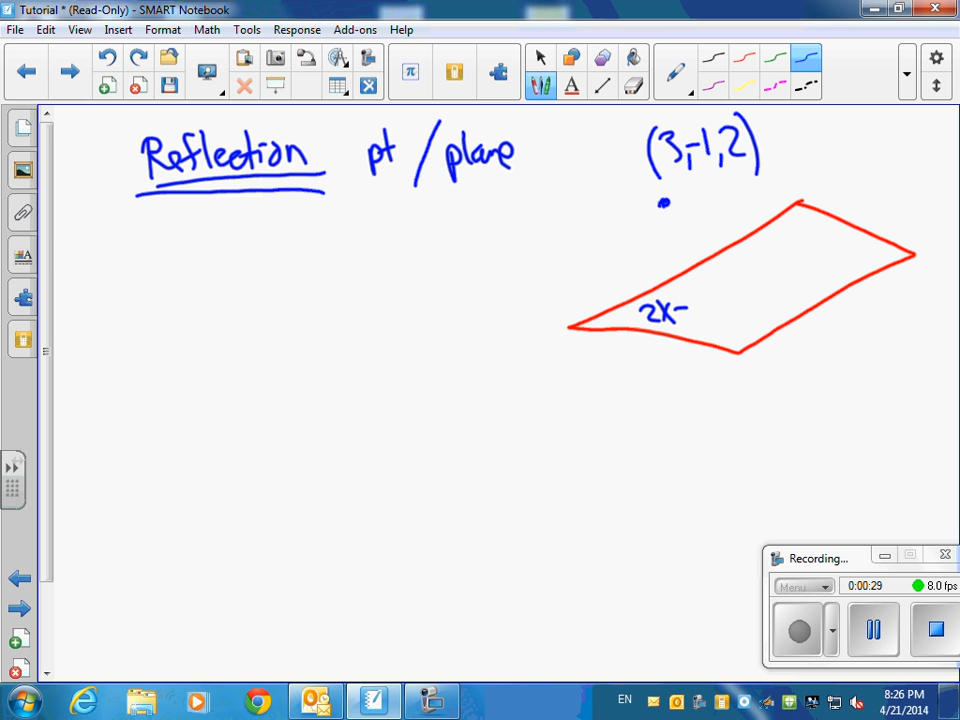 Tutorial * (Read-Only) - SMART Notebook
File Edit View Insert Format Math Tools Response Add-ons Help
Reflection pt / plane (3,-1,2)
2x-
Recording...
Menu 0:00:29 8.0 fps
EN 8:26 PM
4/21/2014